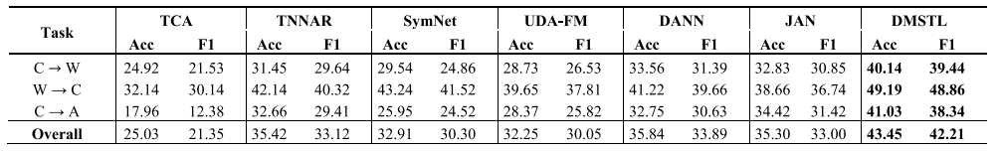 Task TCA TNNAR SymNet UDA-FM DANN JAN DMSTL
Acc F1 Acc F1 Acc F1 Acc F1 Acc F1 Acc F1 Acc F1
C → W 24.92 21.53 31.45 29.64 29.54 24.86 28.73 26.53 33.56 31.39 32.83 30.85 40.14 39.44
W → C 32.14 30.14 42.14 40.32 43.24 41.52 39.65 37.81 41.22 39.66 38.66 36.74 49.19 48.86
C → A 17.96 12.38 32.66 29.41 25.95 24.52 28.37 25.82 32.75 30.63 34.42 31.42 41.03 38.34
Overall 25.03 21.35 35.42 33.12 32.91 30.30 32.25 30.05 35.84 33.89 35.30 33.00 43.45 42.21